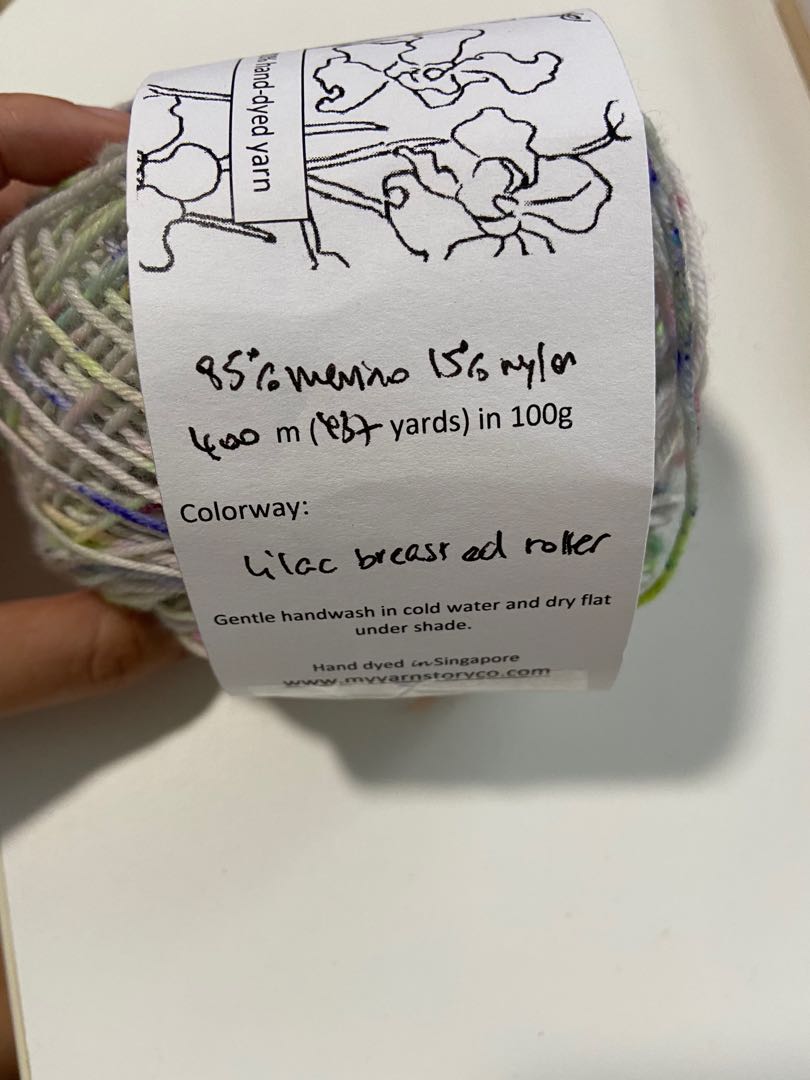 hand-dyed yarn
85% merino 15% nylon
400 m (437 yards) in 100g
Colorway:
Lilac breasted roller
Gentle handwash in cold water and dry flat
under shade.
Hand dyed in Singapore
www.myyarnstoryco.com